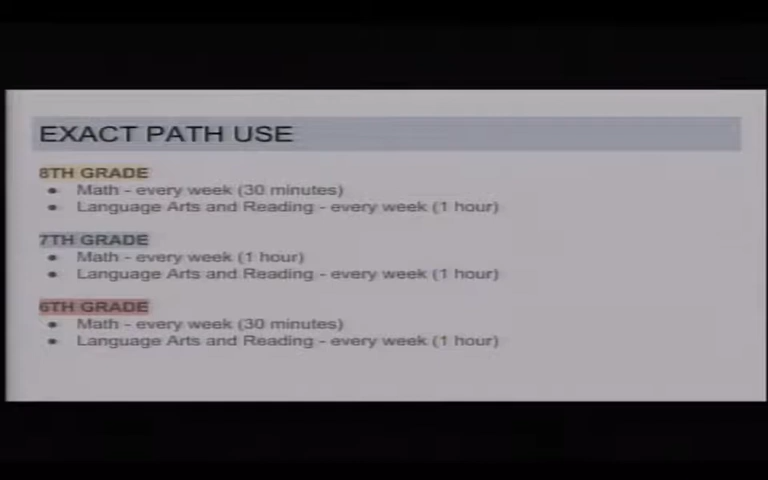 EXACT PATH USE
8TH GRADE
● Math - every week (30 minutes)
● Language Arts and Reading - every week (1 hour)
7TH GRADE
● Math - every week (1 hour)
● Language Arts and Reading - every week (1 hour)
6TH GRADE
● Math - every week (30 minutes)
● Language Arts and Reading - every week (1 hour)